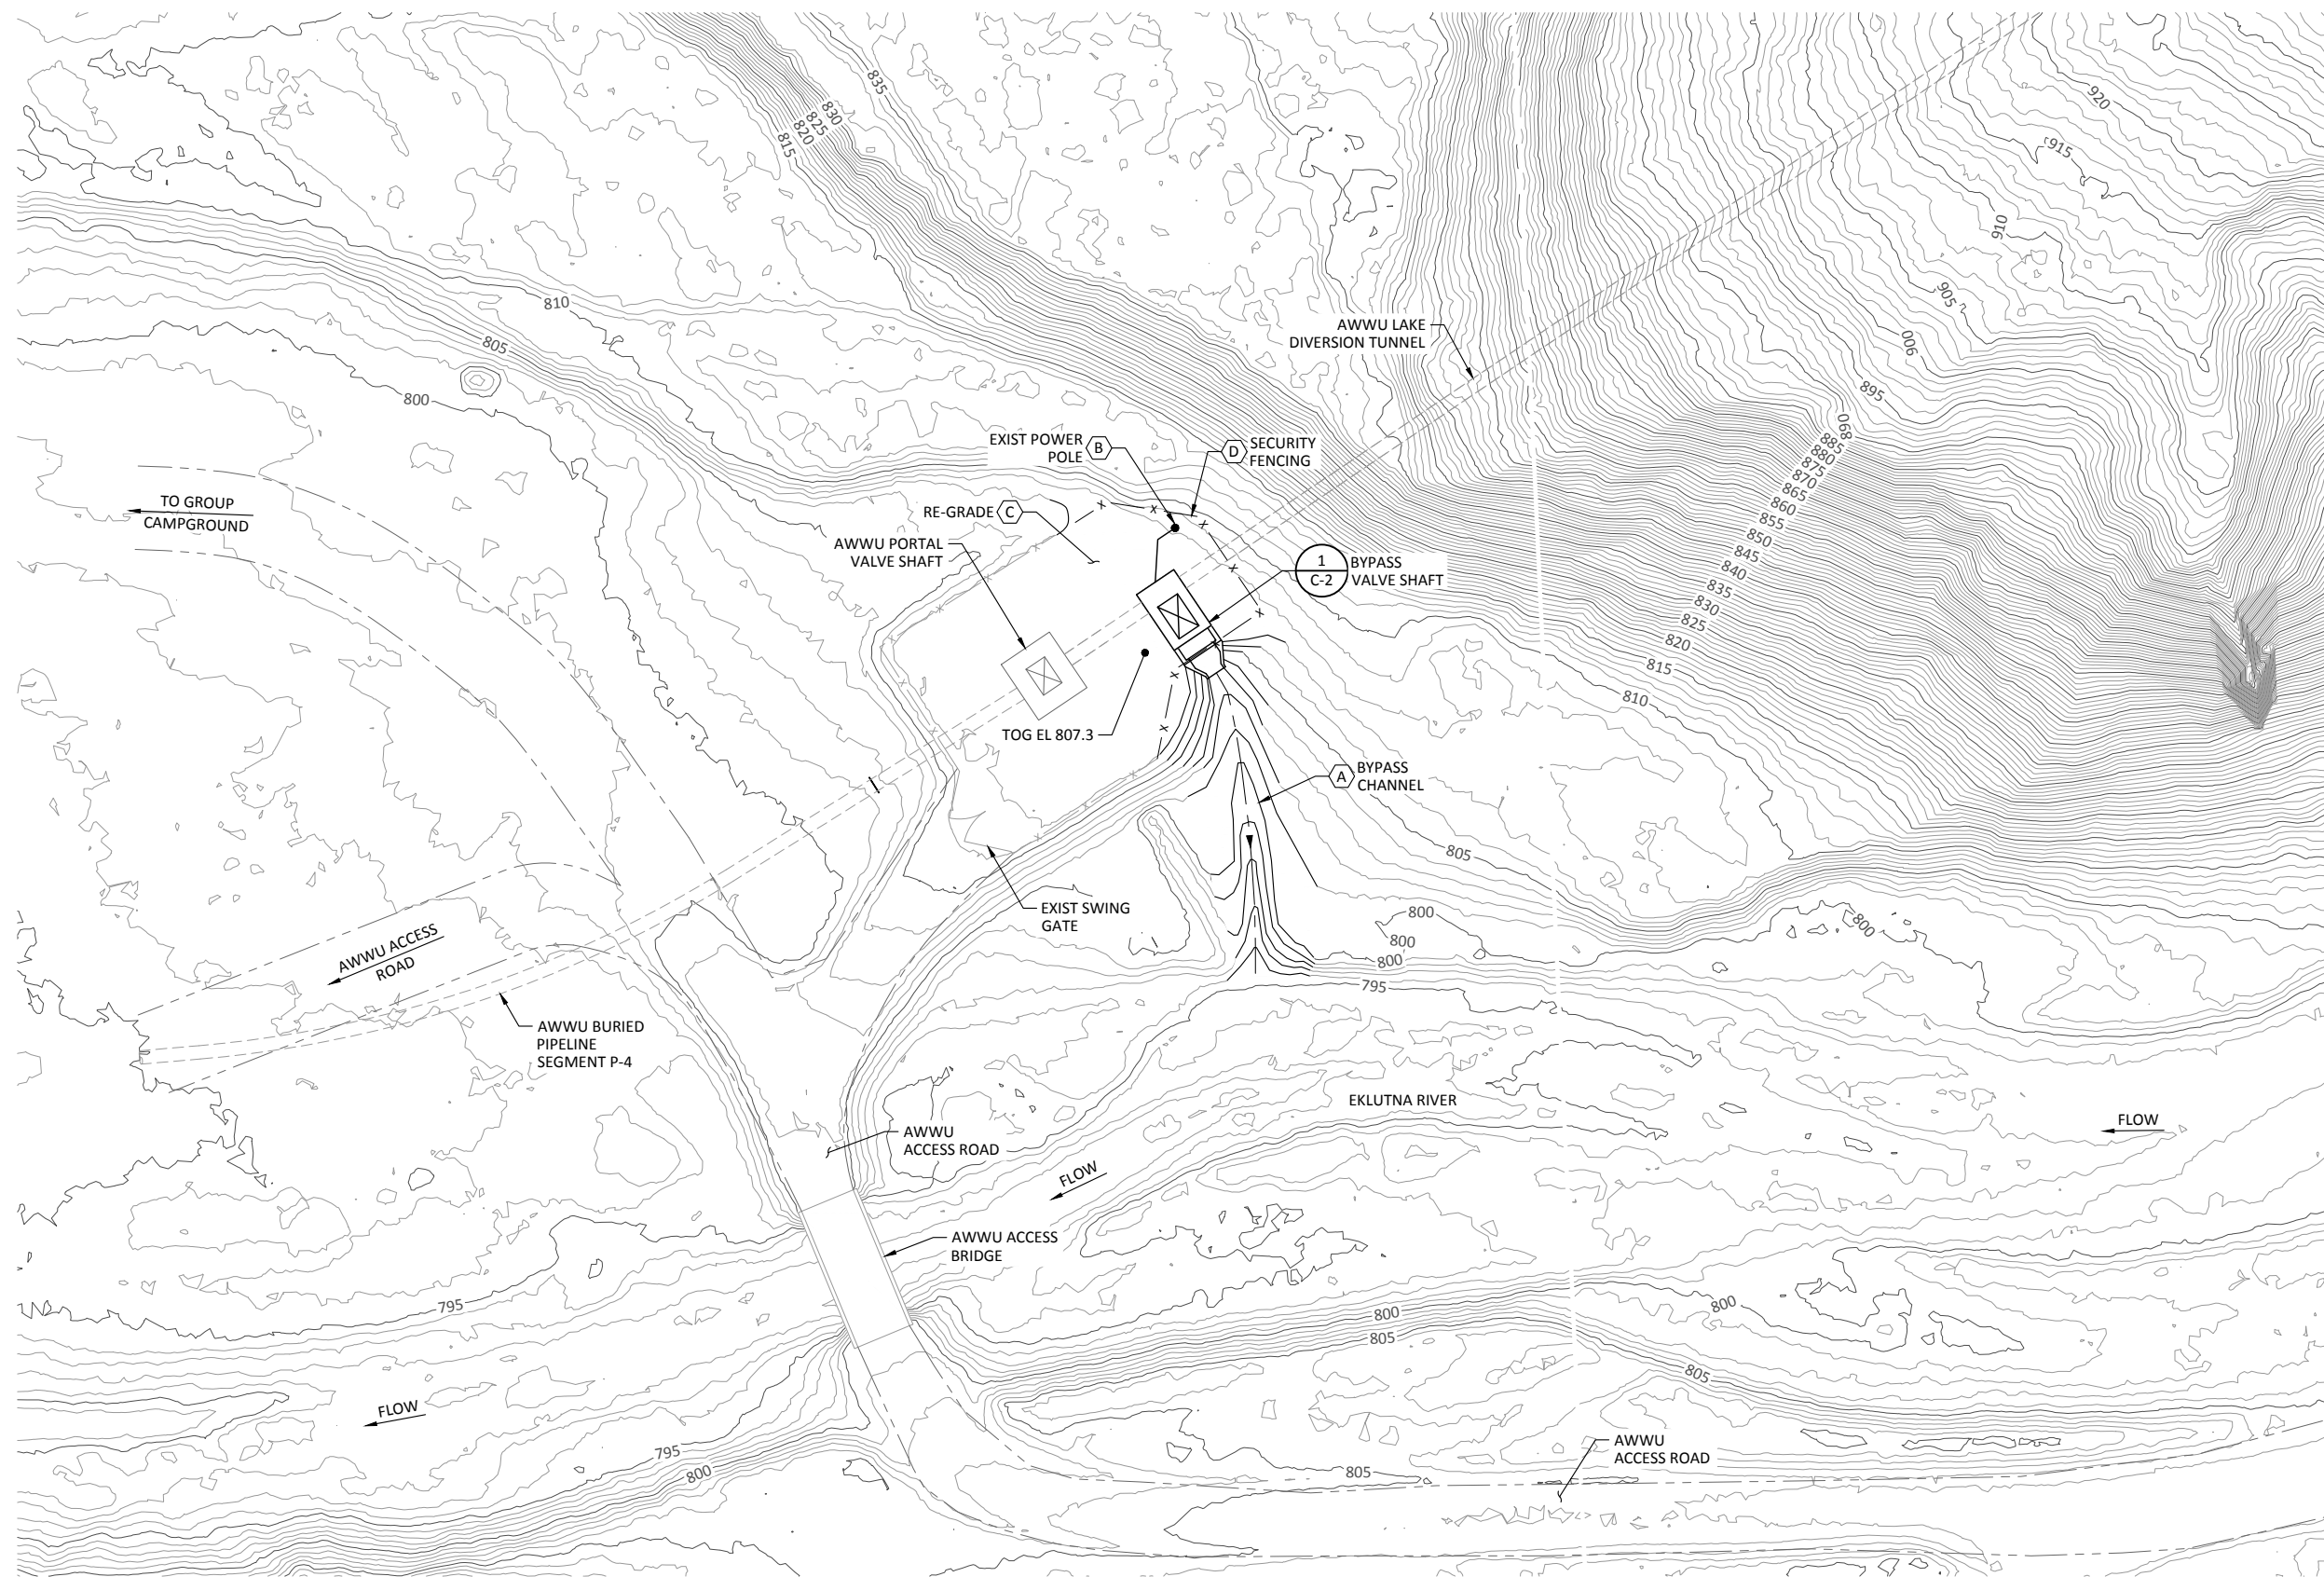 835
830
825
820
815
920
915
910
905
900
895
890
885
880
875
870
865
860
855
850
845
840
835
830
825
820
815
810
810
805
800
AWWU LAKE
DIVERSION TUNNEL
EXIST POWER
POLE
B
D
SECURITY
FENCING
TO GROUP
CAMPGROUND
RE-GRADE
C
AWWU PORTAL
VALVE SHAFT
1
C-2
BYPASS
VALVE SHAFT
TOG EL 807.3
A
BYPASS
CHANNEL
805
EXIST SWING
GATE
800
800
800
800
795
AWWU ACCESS
ROAD
AWWU BURIED
PIPELINE
SEGMENT P-4
EKLUTNA RIVER
FLOW
AWWU
ACCESS ROAD
FLOW
AWWU ACCESS
BRIDGE
795
800
805
800
805
FLOW
795
800
805
AWWU
ACCESS ROAD